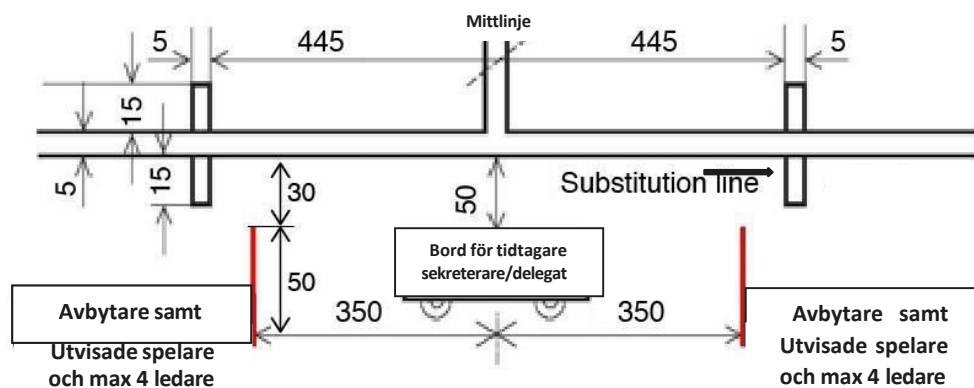 Mittlinje
5
445
445
5
15
5
15
30
50
Substitution line
50
Bord för tidtagare
sekreterare/delegat
350
350
Avbytare samt
Utvisade spelare
och max 4 ledare
Avbytare samt
Utvisade spelare
och max 4 ledare